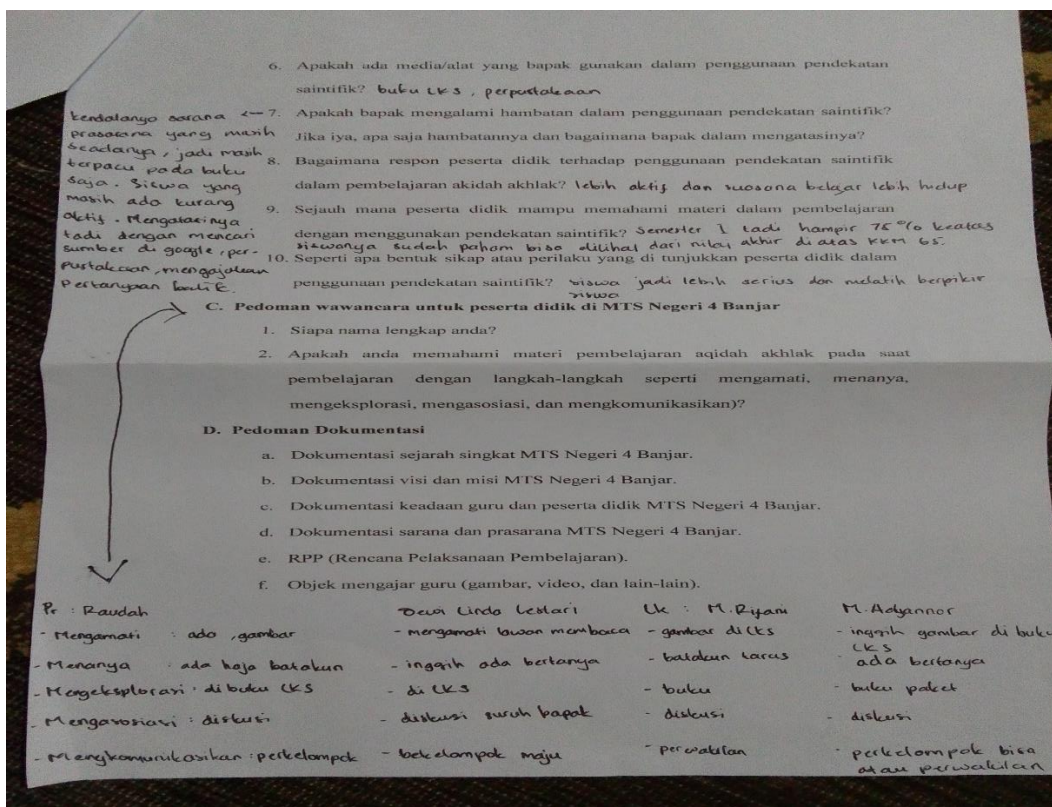 6. Apakah ada media/alat yang bapak gunakan dalam penggunaan pendekatan
saintifik? buku LKS, perpustakaan
7. Apakah bapak mengalami hambatan dalam penggunaan pendekatan saintifik?
Jika iya, apa saja hambatannya dan bagaimana bapak dalam mengatasinya?
kendalanya sarana
prasarana yang masih
seadanya, jadi masih
terpacu pada buku
saja. Siswa yang
masih ada kurang
aktif. Mengatasinya
tadi dengan mencari
sumber di google, per-
pustakaan, mengajukan
Pertanyaan balik.
8. Bagaimana respon peserta didik terhadap penggunaan pendekatan saintifik
dalam pembelajaran akidah akhlak? lebih aktif dan suasana belajar lebih hidup
9. Sejauh mana peserta didik mampu memahami materi dalam pembelajaran
dengan menggunakan pendekatan saintifik? Semester 1 tadi hampir 75% keatas
siswanya sudah paham bisa dilihat dari nilai akhir di atas KKM 65.
10. Seperti apa bentuk sikap atau perilaku yang di tunjukkan peserta didik dalam
penggunaan pendekatan saintifik? siswa jadi lebih serius dan melatih berpikir
siswa
C. Pedoman wawancara untuk peserta didik di MTS Negeri 4 Banjar
1. Siapa nama lengkap anda?
2. Apakah anda memahami materi pembelajaran aqidah akhlak pada saat
pembelajaran dengan langkah-langkah seperti mengamati, menanya,
mengeksplorasi, mengasosiasi, dan mengkomunikasikan)?
D. Pedoman Dokumentasi
a. Dokumentasi sejarah singkat MTS Negeri 4 Banjar.
b. Dokumentasi visi dan misi MTS Negeri 4 Banjar.
c. Dokumentasi keadaan guru dan peserta didik MTS Negeri 4 Banjar.
d. Dokumentasi sarana dan prasarana MTS Negeri 4 Banjar.
e. RPP (Rencana Pelaksanaan Pembelajaran).
f. Objek mengajar guru (gambar, video, dan lain-lain).
Pr : Raudah
- Mengamati : ada, gambar
- Menanya : ada haja batakun
- Mengeksplorasi : di buku LKS
- Mengasosiasi : diskusi
- Mengkomunikasikan : perkelompok
Dewi Linda Lestari
- mengamati lawan membaca
- inggih ada bertanya
- di LKS
- diskusi suruh bapak
- bekelompok maju
Lk : M. Riyani
- gambar di LKS
- batakun tarus
- buku
- diskusi
- perwakilan
M. Adyannor
- inggih gambar di buku
LKS
- ada bertanya
- buku paket
- diskusi
- perkelompok bisa
atau perwakilan